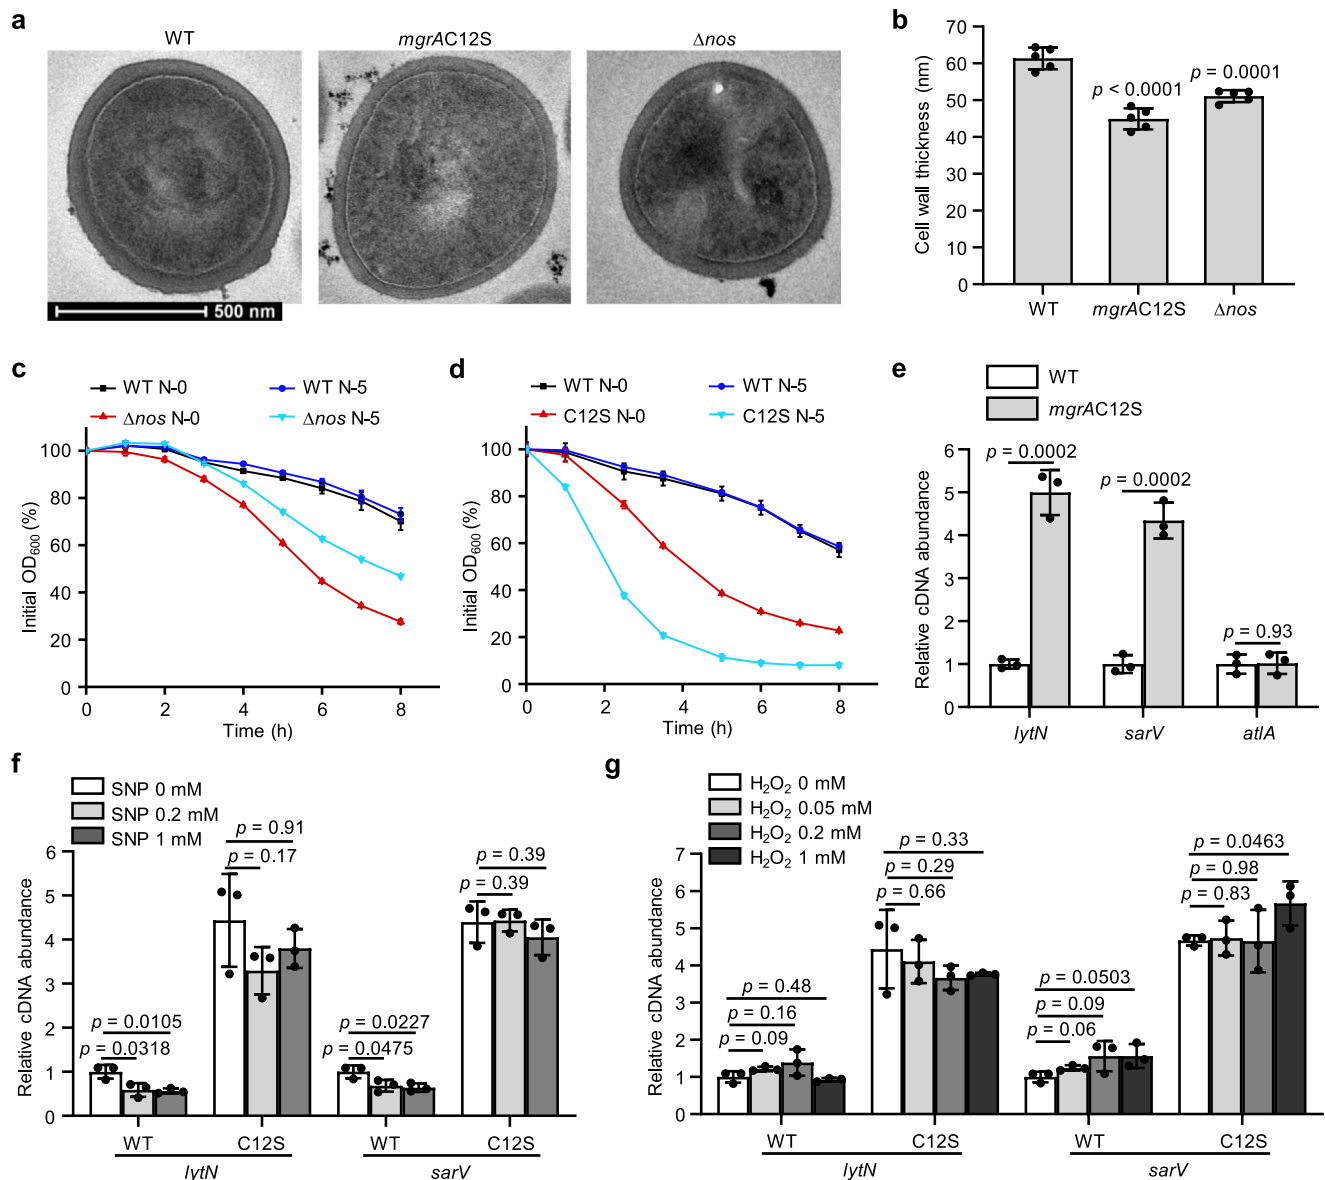 a
WT
mgrAC12S
Δnos
500 nm
b
Cell wall thickness (nm)
70
60
50
40
30
20
10
0
p < 0.0001
p = 0.0001
WT
mgrAC12S
Δnos
c
WT N-0
WT N-5
Δnos N-0
Δnos N-5
Initial OD600 (%)
100
80
60
40
20
0
0
2
4
6
8
Time (h)
d
WT N-0
WT N-5
C12S N-0
C12S N-5
Initial OD600 (%)
100
80
60
40
20
0
0
2
4
6
8
Time (h)
e
WT
mgrAC12S
Relative cDNA abundance
6
5
4
3
2
1
0
p = 0.0002
p = 0.0002
p = 0.93
lytN
sarV
atlA
f
SNP 0 mM
SNP 0.2 mM
SNP 1 mM
Relative cDNA abundance
6
5
4
3
2
1
0
p = 0.0105
p = 0.0318
p = 0.91
p = 0.17
p = 0.0227
p = 0.0475
p = 0.39
p = 0.39
WT
C12S
WT
C12S
lytN
sarV
g
H2O2 0 mM
H2O2 0.05 mM
H2O2 0.2 mM
H2O2 1 mM
Relative cDNA abundance
7
6
5
4
3
2
1
0
p = 0.48
p = 0.16
p = 0.09
p = 0.33
p = 0.29
p = 0.66
p = 0.0503
p = 0.09
p = 0.06
p = 0.0463
p = 0.98
p = 0.83
WT
C12S
WT
C12S
lytN
sarV